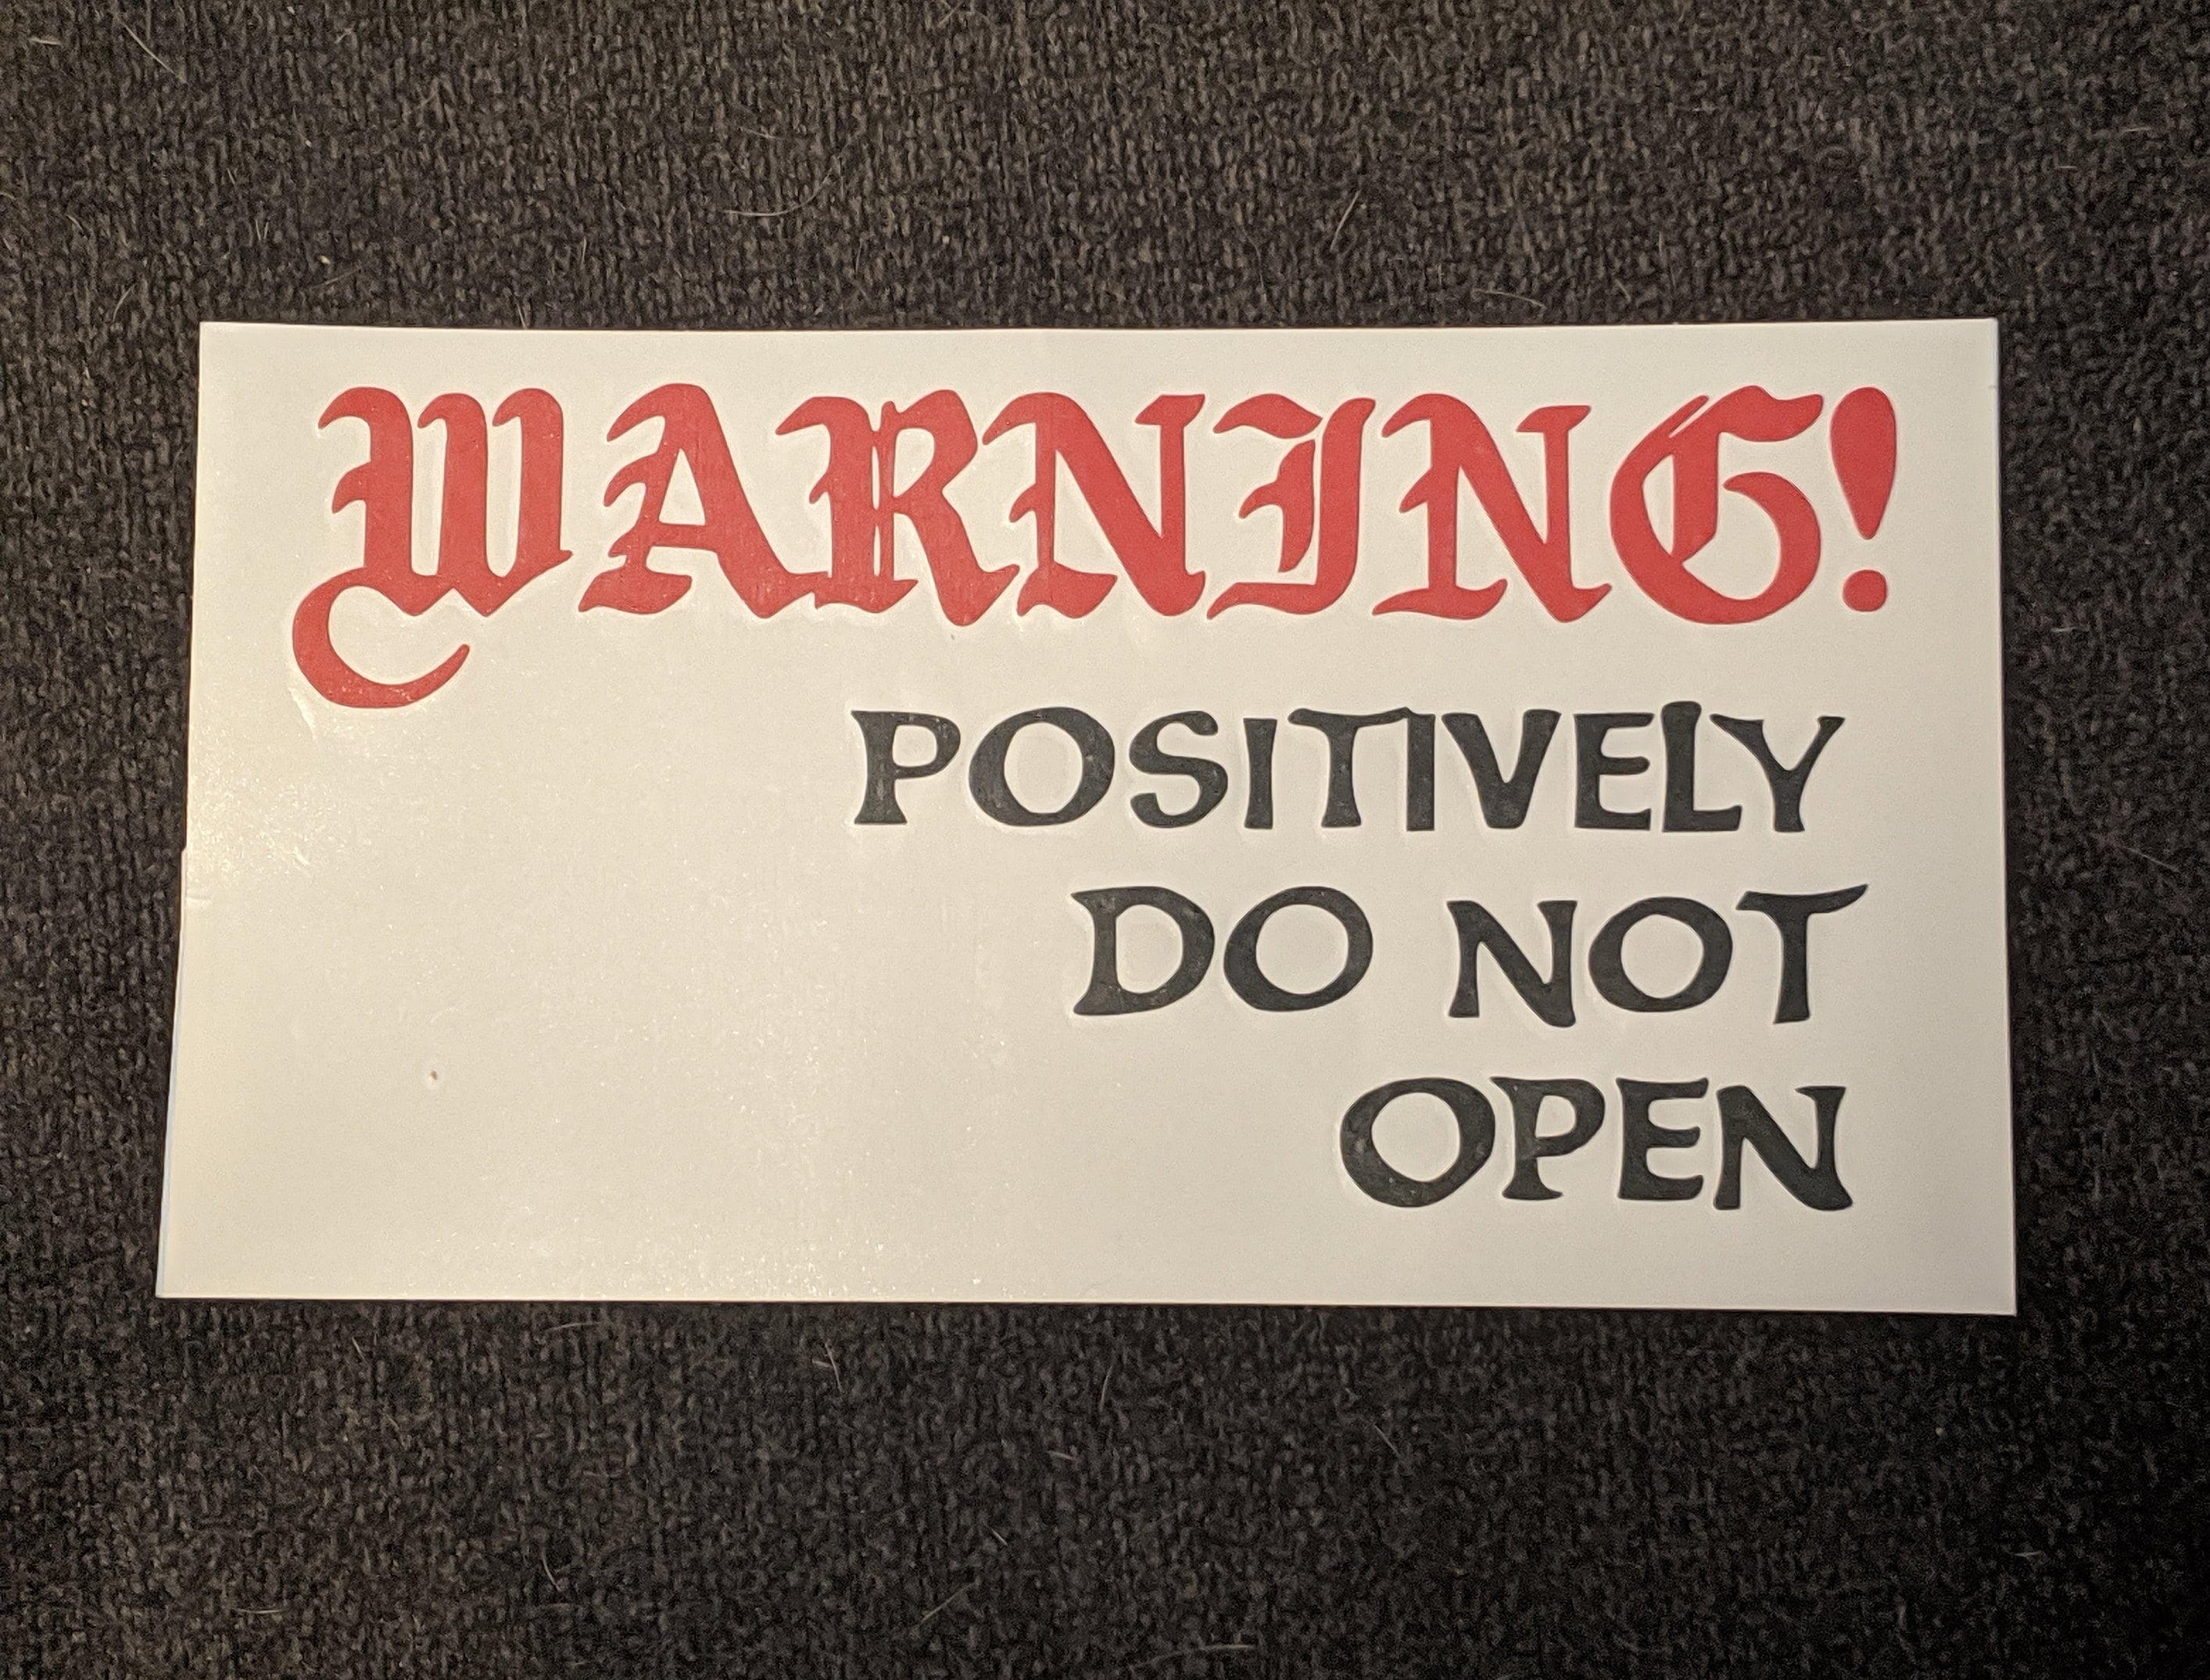 WARNING!
POSITIVELY
DO NOT
OPEN